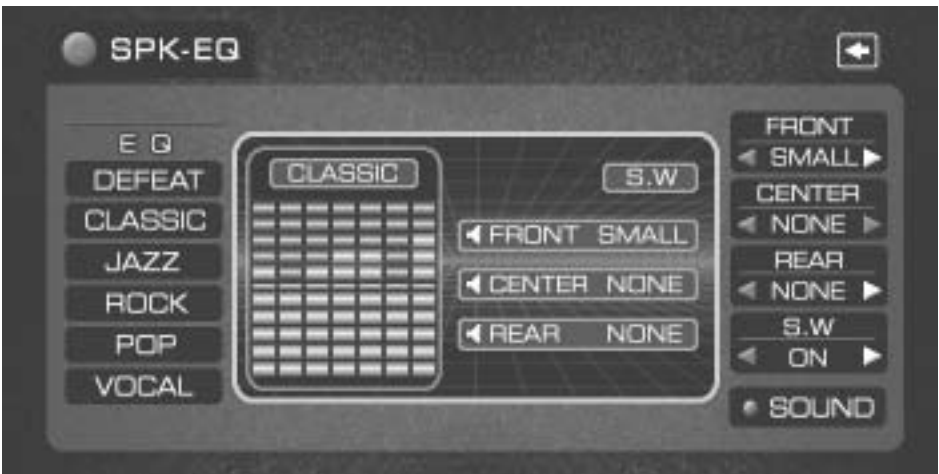 SPK-EQ
E Q
DEFEAT
CLASSIC
JAZZ
ROCK
POP
VOCAL
CLASSIC
S.W
FRONT SMALL
CENTER NONE
REAR NONE
FRONT
SMALL
CENTER
NONE
REAR
NONE
S.W
ON
SOUND